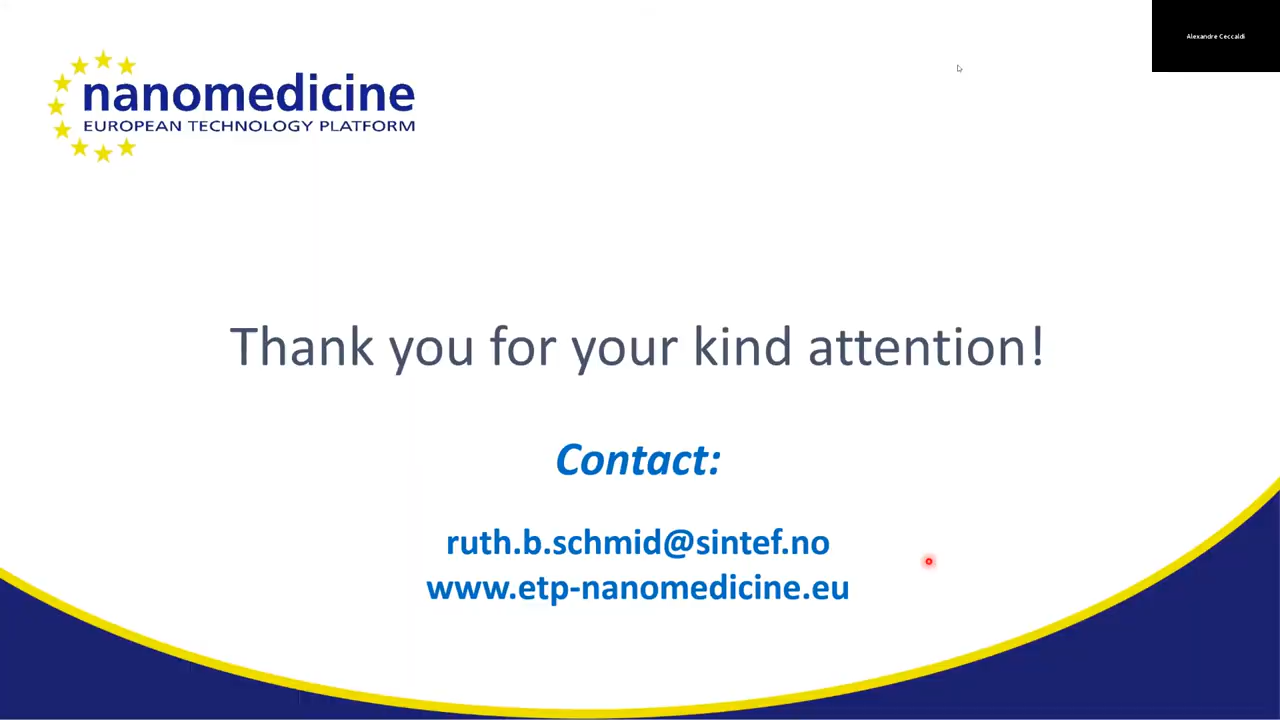 Alexandre Ceccaldi
nanomedicine
EUROPEAN TECHNOLOGY PLATFORM
Thank you for your kind attention!
Contact:
ruth.b.schmid@sintef.no
www.etp-nanomedicine.eu